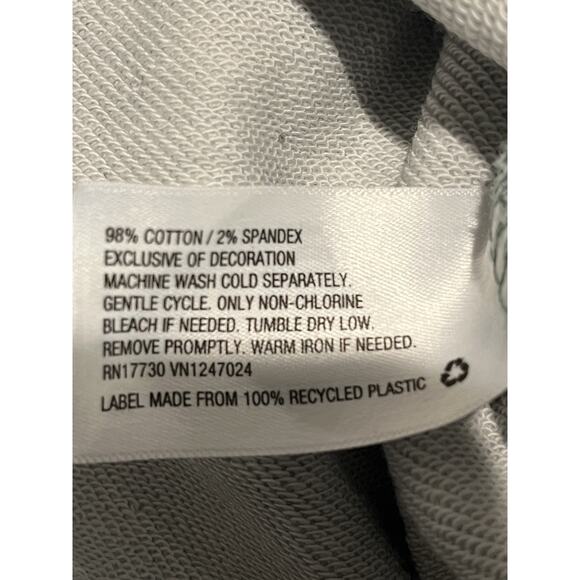 98% COTTON / 2% SPANDEX
EXCLUSIVE OF DECORATION
MACHINE WASH COLD SEPARATELY.
GENTLE CYCLE. ONLY NON-CHLORINE
BLEACH IF NEEDED. TUMBLE DRY LOW.
REMOVE PROMPTLY. WARM IRON IF NEEDED.
RN17730 VN1247024
LABEL MADE FROM 100% RECYCLED PLASTIC